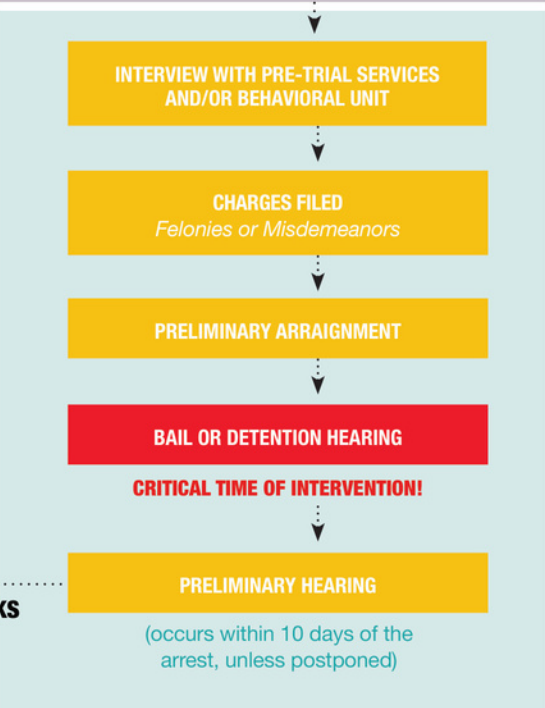 INTERVIEW WITH PRE-TRIAL SERVICES
AND/OR BEHAVIORAL UNIT
CHARGES FILED
Felonies or Misdemeanors
PRELIMINARY ARRAIGNMENT
BAIL OR DETENTION HEARING
CRITICAL TIME OF INTERVENTION!
PRELIMINARY HEARING
(occurs within 10 days of the
arrest, unless postponed)